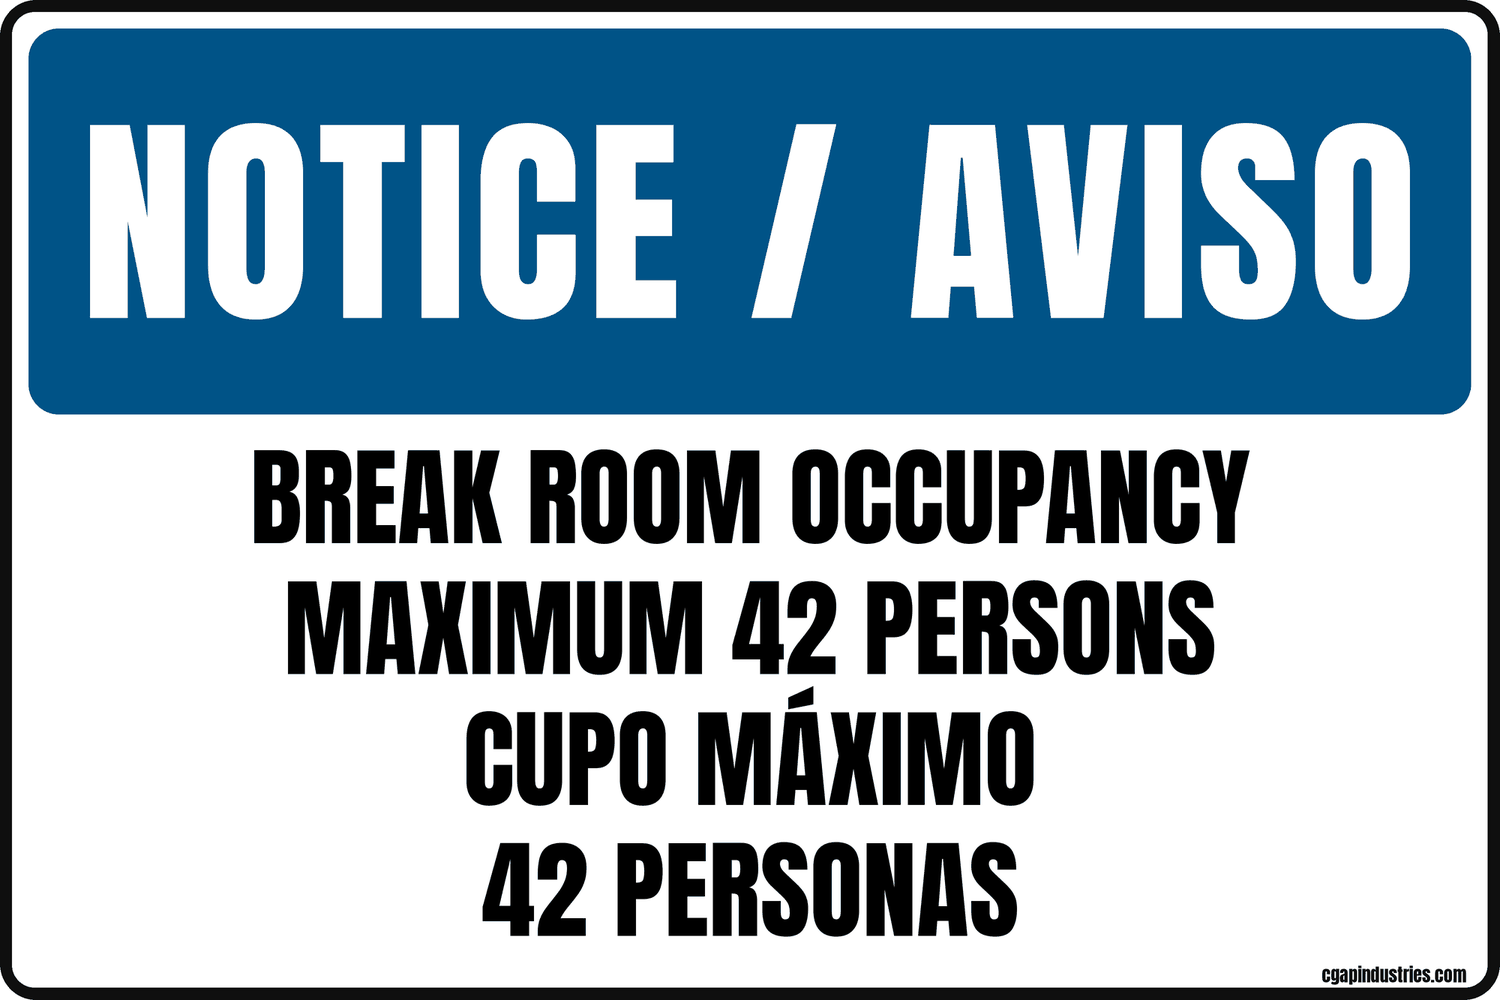 NOTICE / AVISO
BREAK ROOM OCCUPANCY
MAXIMUM 42 PERSONS
CUPO MÁXIMO
42 PERSONAS
cgapindustries.com